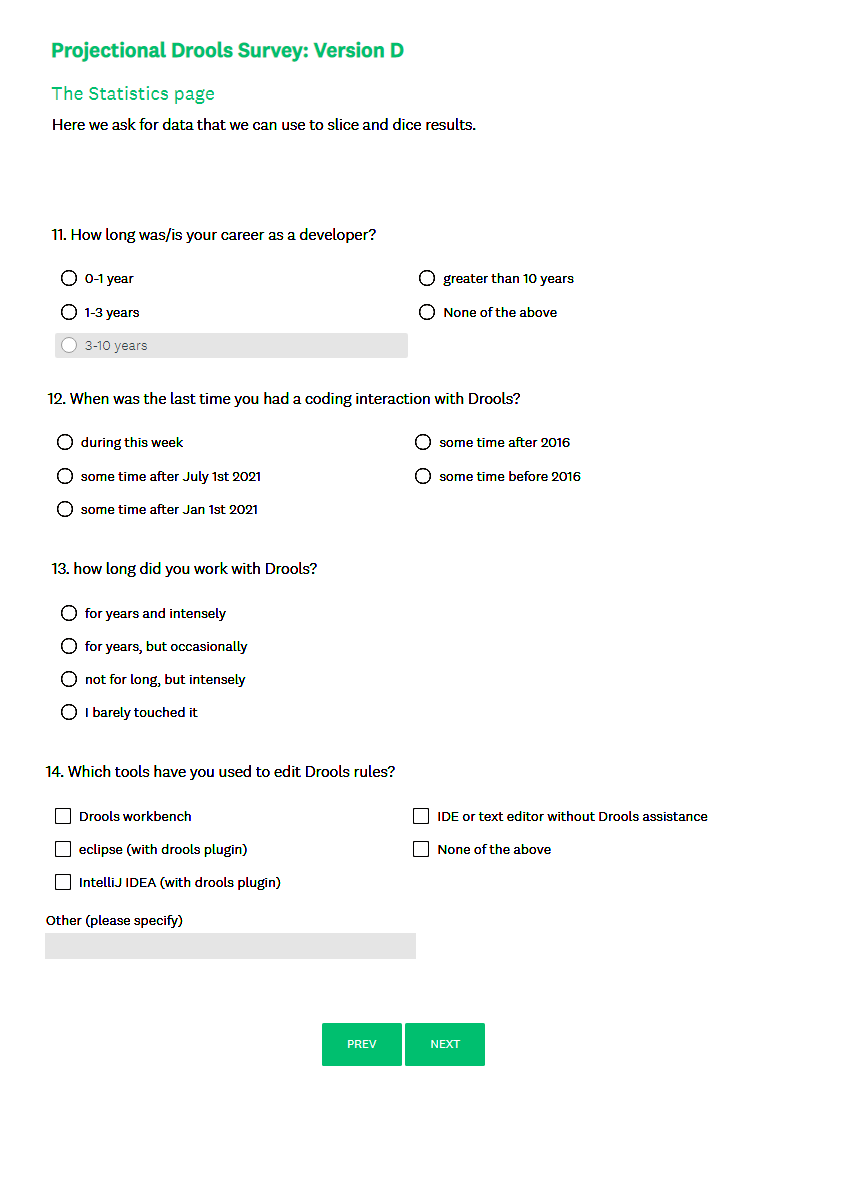 Projectional Drools Survey: Version D
The Statistics page
Here we ask for data that we can use to slice and dice results.
11. How long was/is your career as a developer?
0-1 year
1-3 years
3-10 years
greater than 10 years
None of the above
12. When was the last time you had a coding interaction with Drools?
during this week
some time after July 1st 2021
some time after Jan 1st 2021
some time after 2016
some time before 2016
13. how long did you work with Drools?
for years and intensely
for years, but occasionally
not for long, but intensely
I barely touched it
14. Which tools have you used to edit Drools rules?
Drools workbench
eclipse (with drools plugin)
IntelliJ IDEA (with drools plugin)
IDE or text editor without Drools assistance
None of the above
Other (please specify)
PREV
NEXT